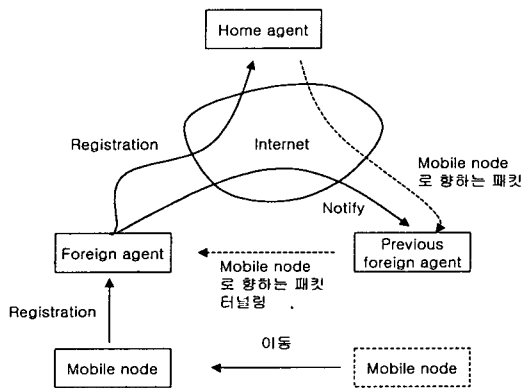 Home agent
Registration
Internet
Mobile node
로 향하는 패킷
Notify
Foreign agent
Previous
foreign agent
Mobile node
로 향하는 패킷
터널링
Registration
이동
Mobile node
Mobile node